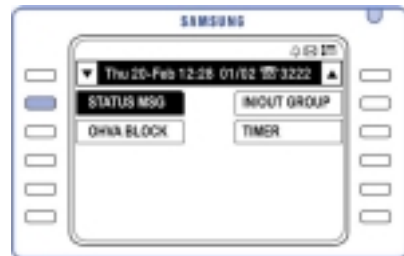 SAMSUNG
Thu 20-Feb 12:28 01/02 ☎3222
STATUS MSG IN/OUT GROUP
OHVA BLOCK TIMER